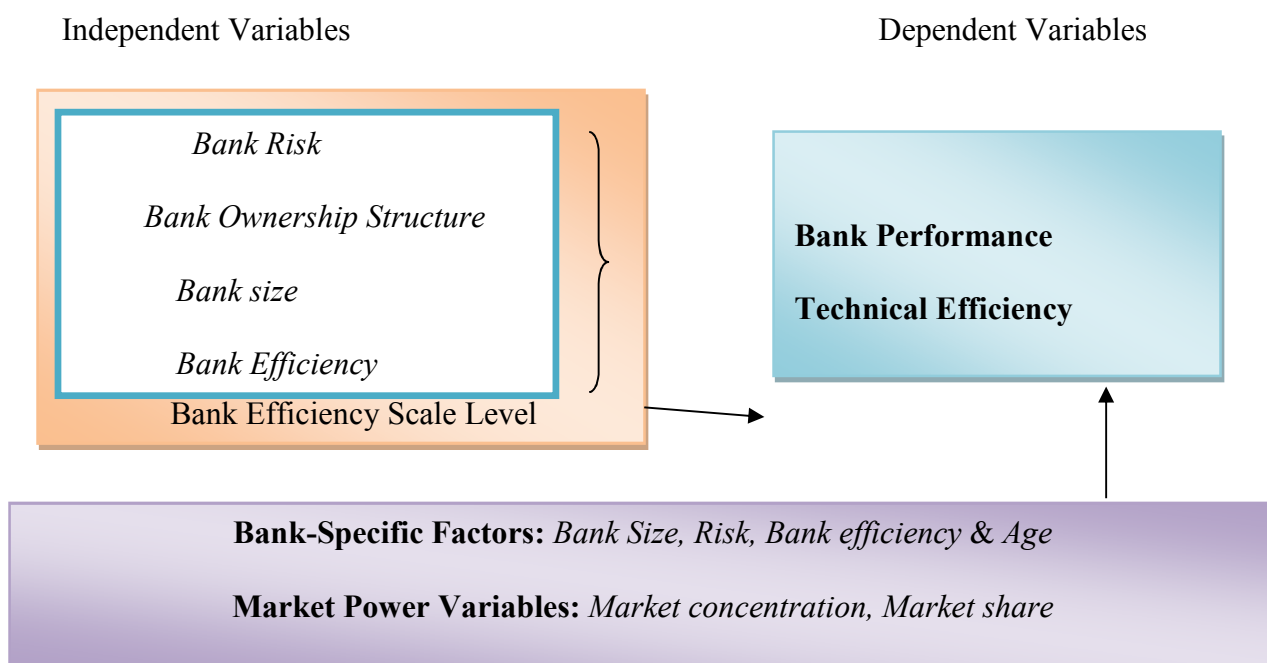 Independent Variables
Dependent Variables
Bank Risk
Bank Ownership Structure
Bank size
Bank Efficiency
Bank Efficiency Scale Level
Bank Performance
Technical Efficiency
Bank-Specific Factors: Bank Size, Risk, Bank efficiency & Age
Market Power Variables: Market concentration, Market share